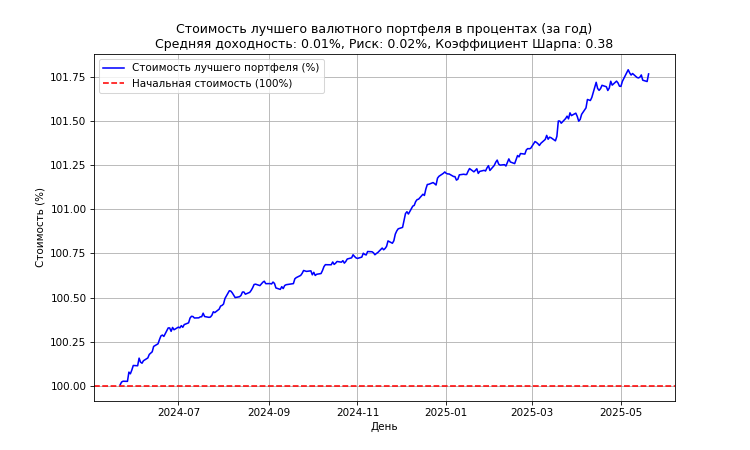 Стоимость лучшего валютного портфеля в процентах (за год)
Средняя доходность: 0.01%, Риск: 0.02%, Коэффициент Шарпа: 0.38
Стоимость лучшего портфеля (%)
Начальная стоимость (100%)
Стоимость (%)
101.75
101.50
101.25
101.00
100.75
100.50
100.25
100.00
2024-07 2024-09 2024-11 2025-01 2025-03 2025-05
День